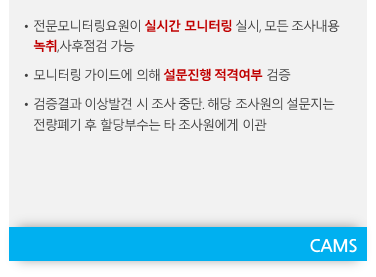 • 전문모니터링요원이 실시간 모니터링 실시, 모든 조사내용
녹취,사후점검 가능
• 모니터링 가이드에 의해 설문진행 적격여부 검증
• 검증결과 이상발견 시 조사 중단. 해당 조사원의 설문지는
전량폐기 후 할당부수는 타 조사원에게 이관
CAMS